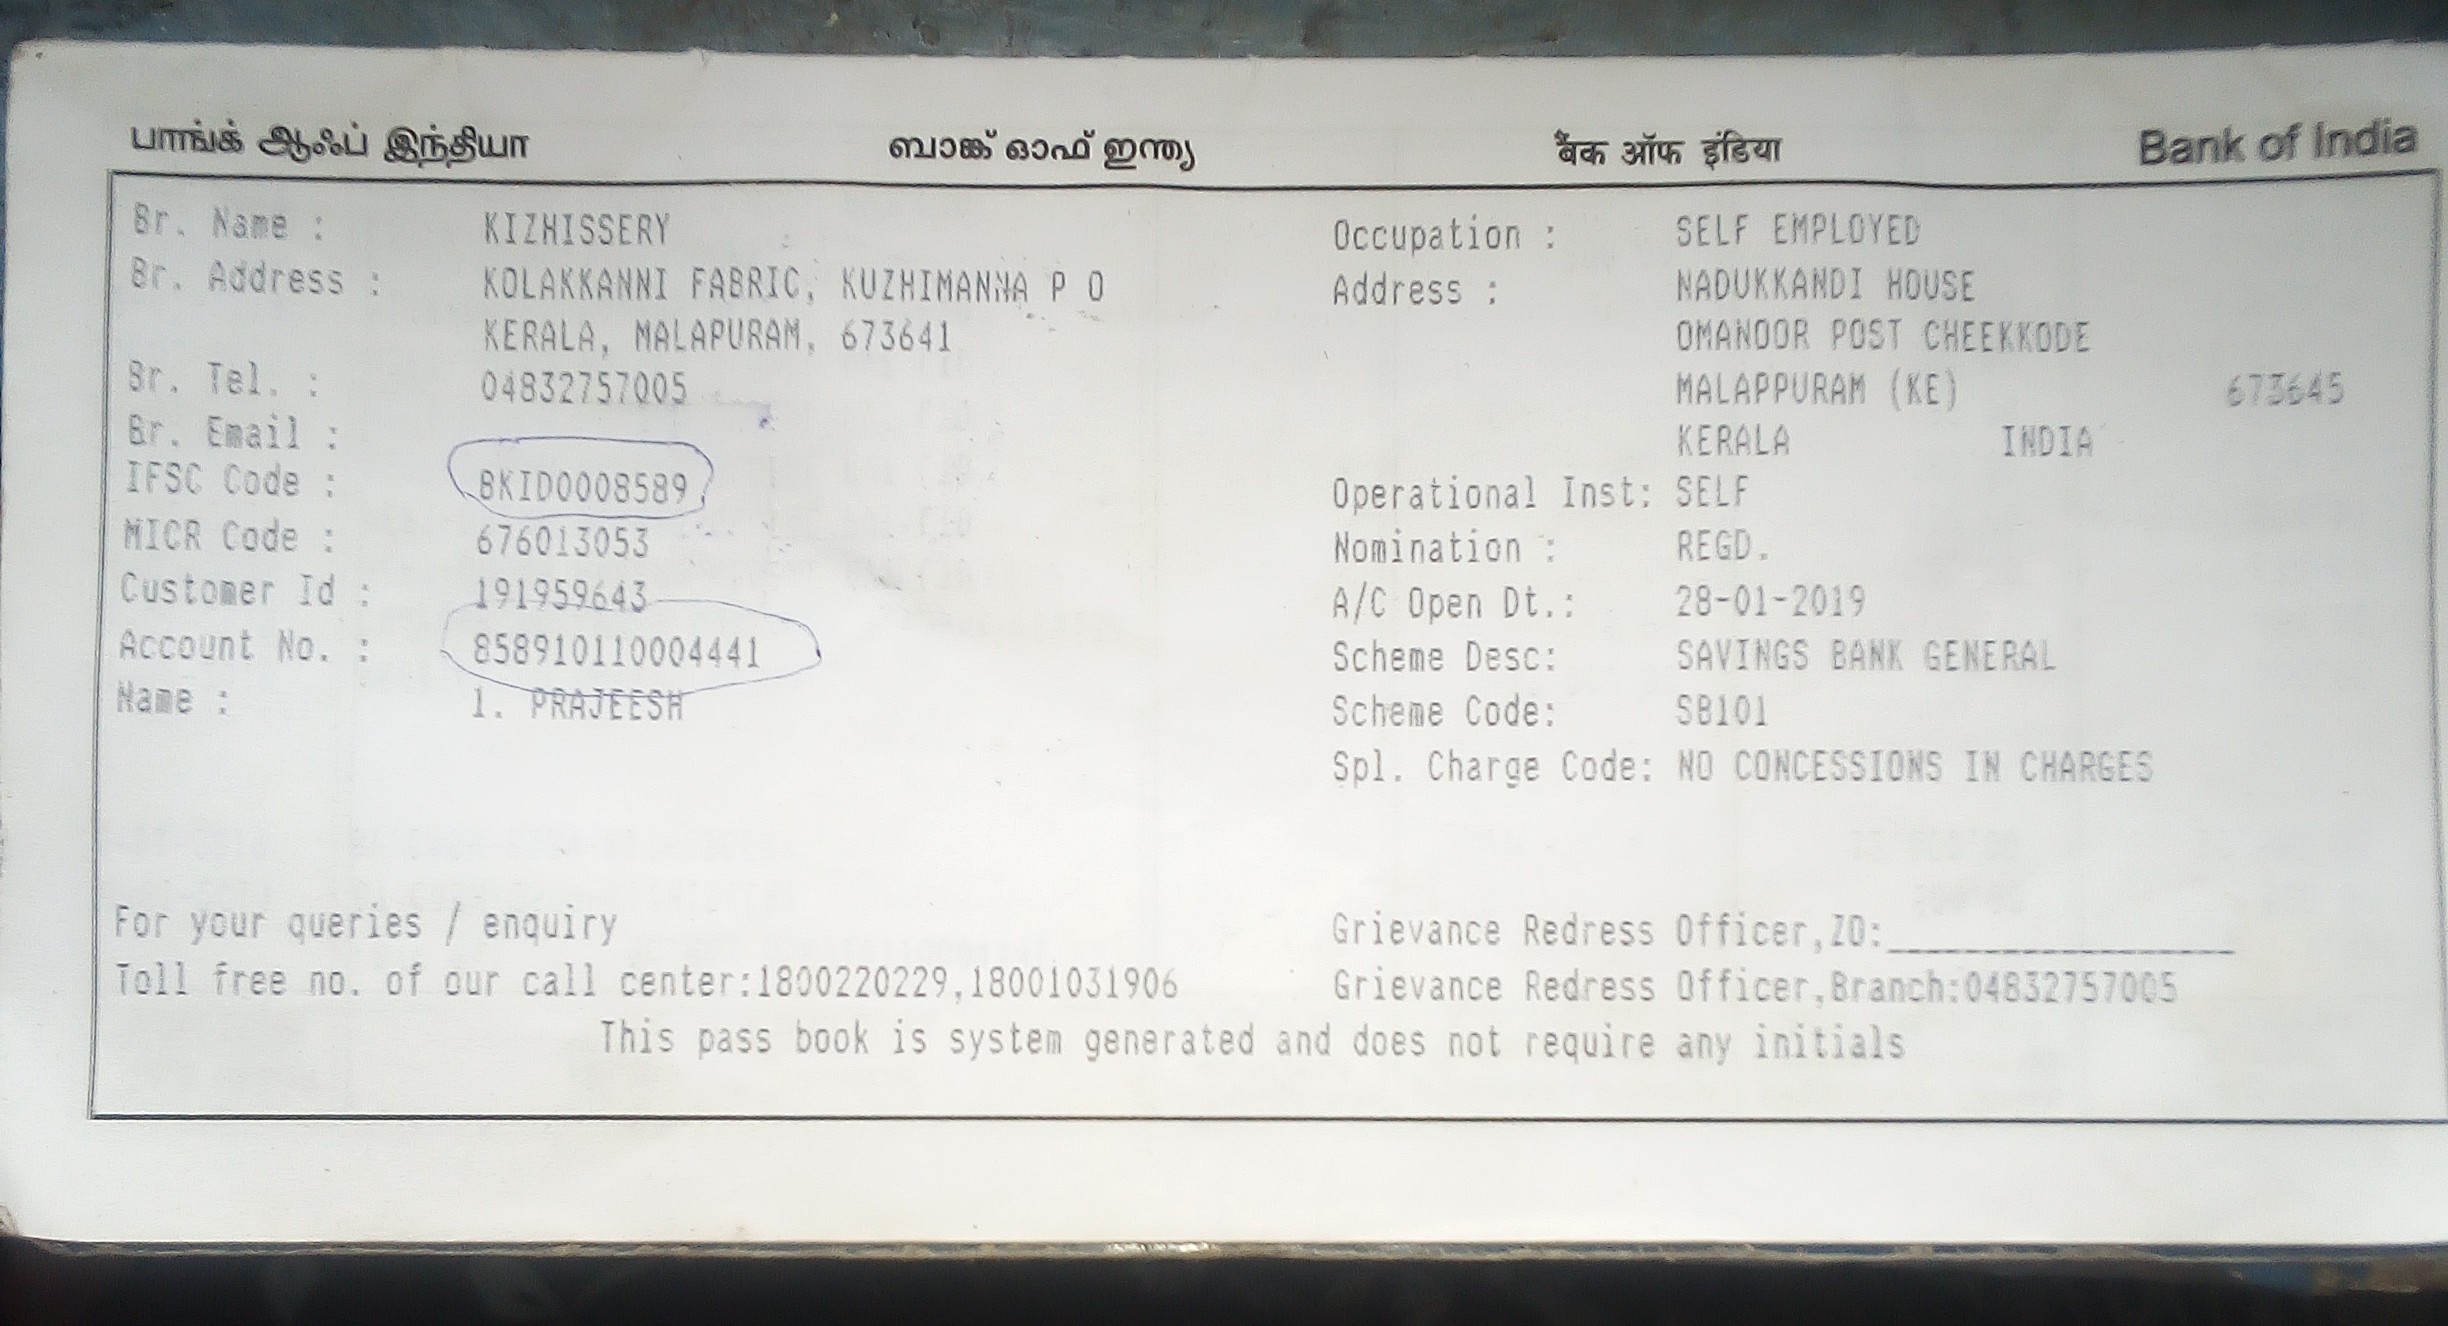 பாங்க் ஆஃப் இந்தியா ബാങ്ക് ഓഫ് ഇന്ത്യ बैंक ऑफ इंडिया Bank of India
Br. Name : KIZHISSERY
Br. Address : KOLAKKANNI FABRIC, KUZHIMANNA P O
KERALA, MALAPURAM, 673641
Br. Tel. : 04832757005
Br. Email :
IFSC Code : BKID0008589
MICR Code : 676013053
Customer Id : 191959643
Account No. : 858910110004441
Name : 1. PRAJEESH
Occupation : SELF EMPLOYED
Address : NADUKKANDI HOUSE
OMANOOR POST CHEEKKODE
MALAPPURAM (KE) 673645
KERALA INDIA
Operational Inst: SELF
Nomination : REGD.
A/C Open Dt.: 28-01-2019
Scheme Desc: SAVINGS BANK GENERAL
Scheme Code: SB101
Spl. Charge Code: NO CONCESSIONS IN CHARGES
For your queries / enquiry
Toll free no. of our call center:1800220229,18001031906
Grievance Redress Officer,ZO:_______________
Grievance Redress Officer,Branch:04832757005
This pass book is system generated and does not require any initials